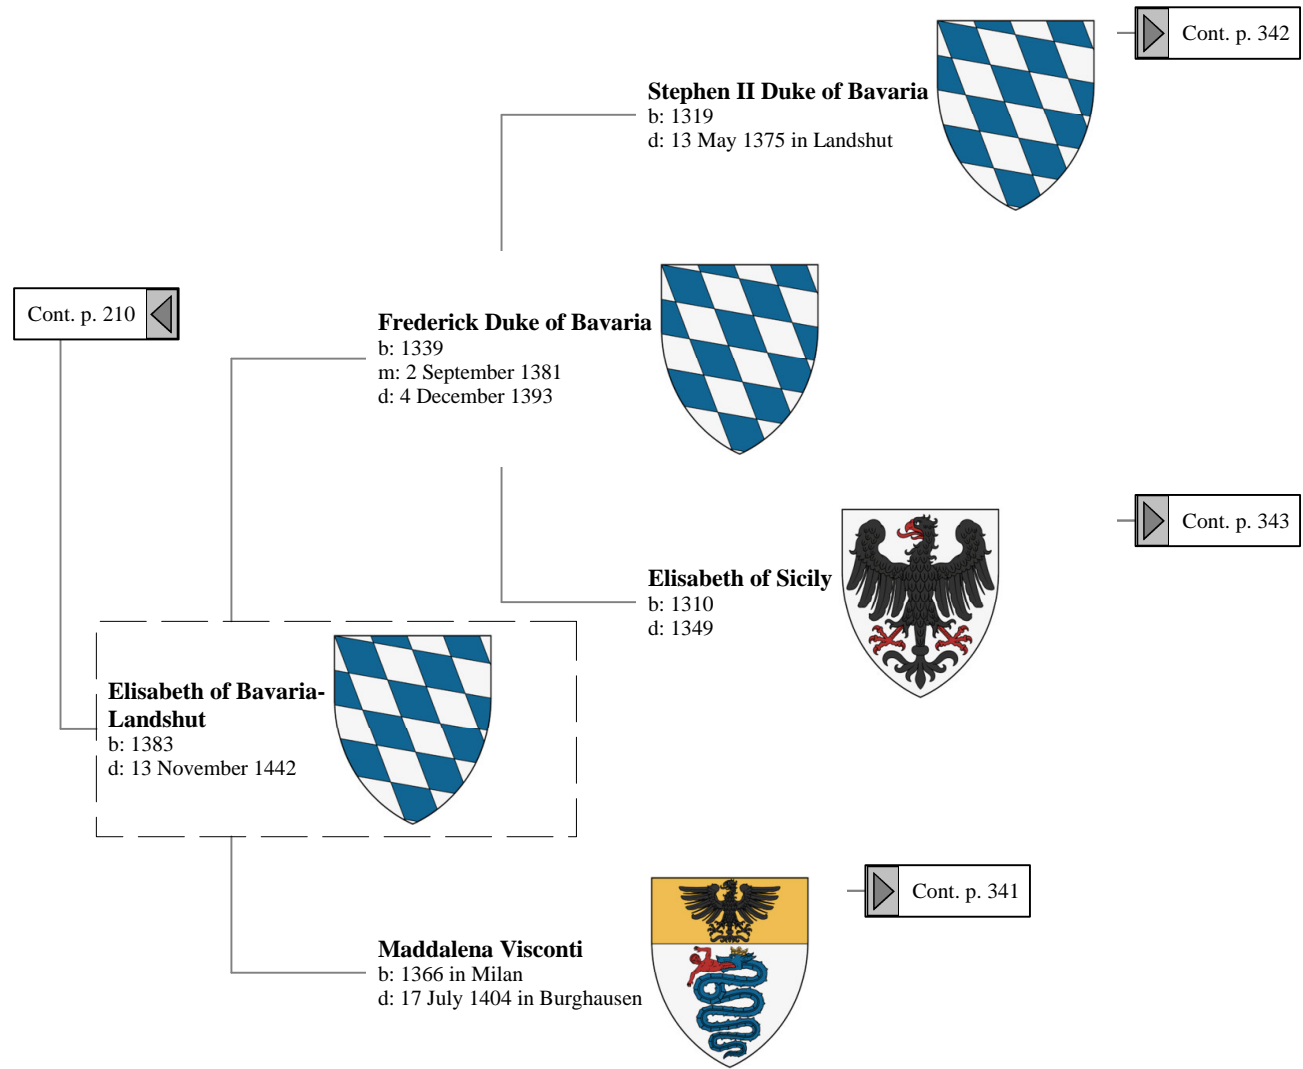 Cont. p. 342
Stephen II Duke of Bavaria
b: 1319
d: 13 May 1375 in Landshut
Cont. p. 210
Frederick Duke of Bavaria
b: 1339
m: 2 September 1381
d: 4 December 1393
Cont. p. 343
Elisabeth of Sicily
b: 1310
d: 1349
Elisabeth of Bavaria-
Landshut
b: 1383
d: 13 November 1442
Cont. p. 341
Maddalena Visconti
b: 1366 in Milan
d: 17 July 1404 in Burghausen